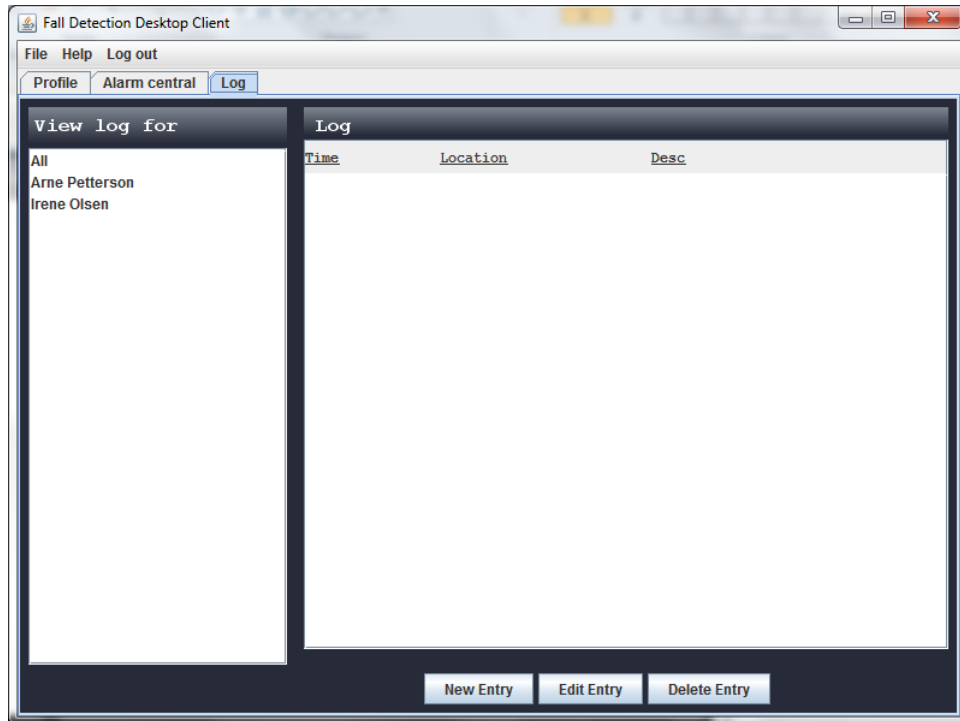 Fall Detection Desktop Client
File Help Log out
Profile Alarm central Log
View log for
All
Arne Petterson
Irene Olsen
Log
Time Location Desc
New Entry Edit Entry Delete Entry